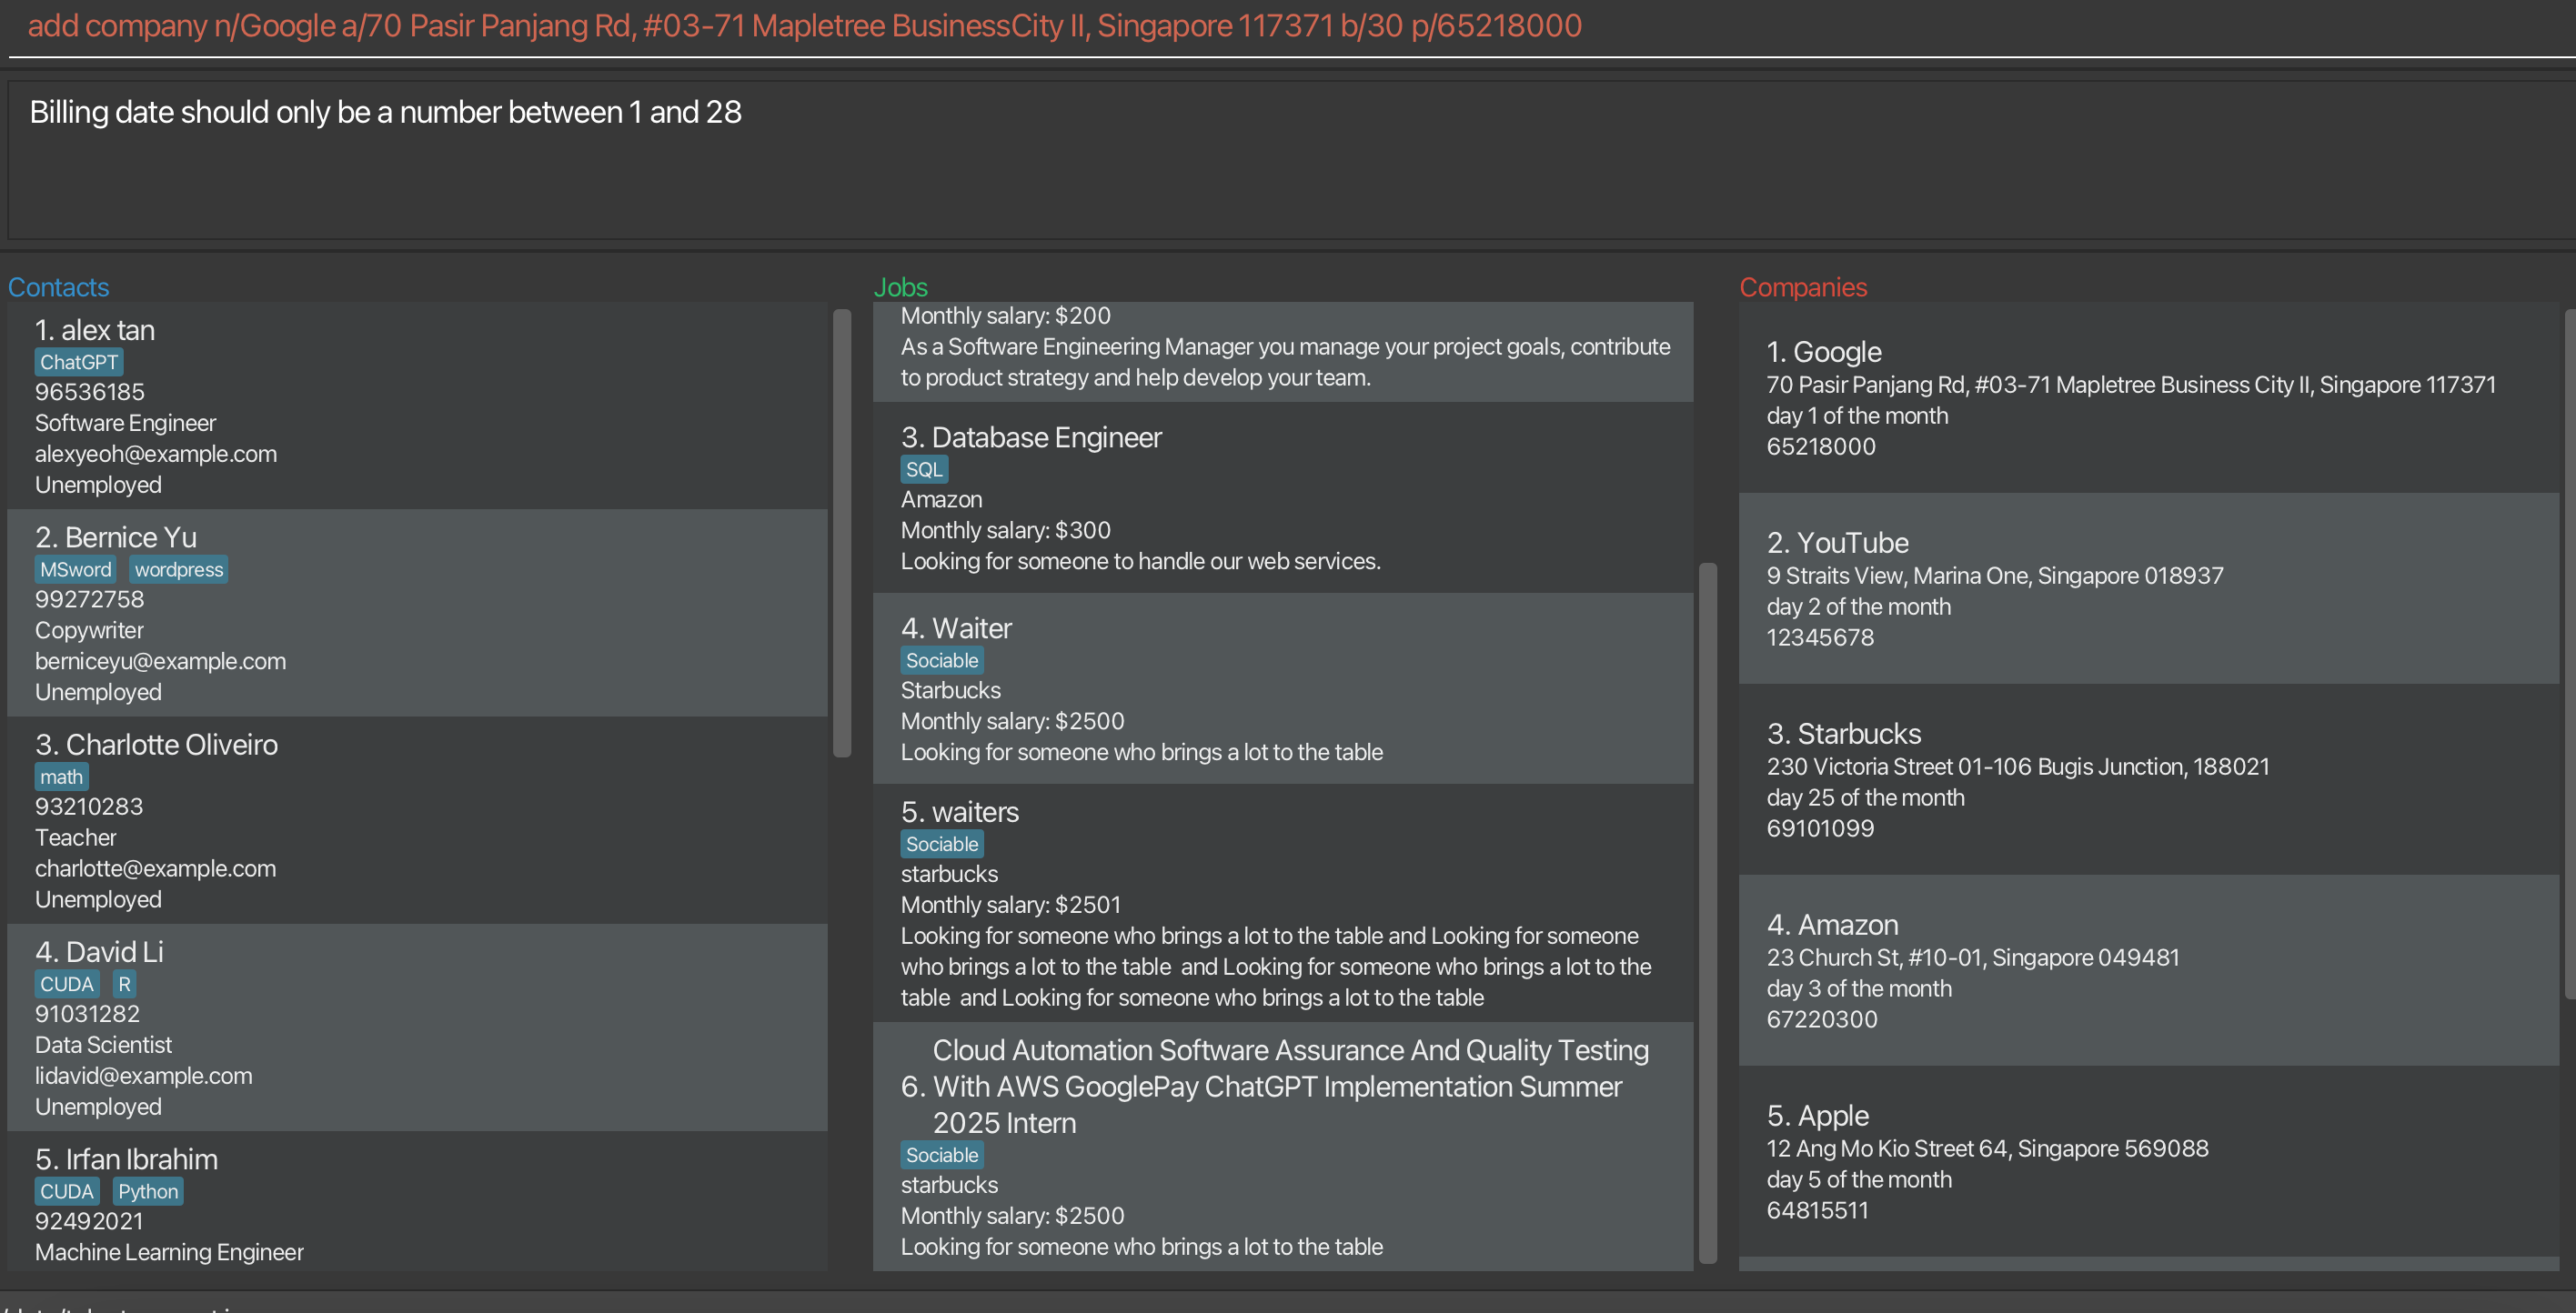 add company n/Google a/70 Pasir Panjang Rd, #03-71 Mapletree BusinessCity II, Singapore 117371 b/30 p/65218000
Billing date should only be a number between 1 and 28
Contacts
1. alex tan
ChatGPT
96536185
Software Engineer
alexyeoh@example.com
Unemployed
2. Bernice Yu
MSword wordpress
99272758
Copywriter
berniceyu@example.com
Unemployed
3. Charlotte Oliveiro
math
93210283
Teacher
charlotte@example.com
Unemployed
4. David Li
CUDA R
91031282
Data Scientist
lidavid@example.com
Unemployed
5. Irfan Ibrahim
CUDA Python
92492021
Machine Learning Engineer
Jobs
Monthly salary: $200
As a Software Engineering Manager you manage your project goals, contribute
to product strategy and help develop your team.
3. Database Engineer
SQL
Amazon
Monthly salary: $300
Looking for someone to handle our web services.
4. Waiter
Sociable
Starbucks
Monthly salary: $2500
Looking for someone who brings a lot to the table
5. waiters
Sociable
starbucks
Monthly salary: $2501
Looking for someone who brings a lot to the table and Looking for someone
who brings a lot to the table  and Looking for someone who brings a lot to the
table  and Looking for someone who brings a lot to the table
Cloud Automation Software Assurance And Quality Testing
6. With AWS GooglePay ChatGPT Implementation Summer
2025 Intern
Sociable
starbucks
Monthly salary: $2500
Looking for someone who brings a lot to the table
Companies
1. Google
70 Pasir Panjang Rd, #03-71 Mapletree Business City II, Singapore 117371
day 1 of the month
65218000
2. YouTube
9 Straits View, Marina One, Singapore 018937
day 2 of the month
12345678
3. Starbucks
230 Victoria Street 01-106 Bugis Junction, 188021
day 25 of the month
69101099
4. Amazon
23 Church St, #10-01, Singapore 049481
day 3 of the month
67220300
5. Apple
12 Ang Mo Kio Street 64, Singapore 569088
day 5 of the month
64815511